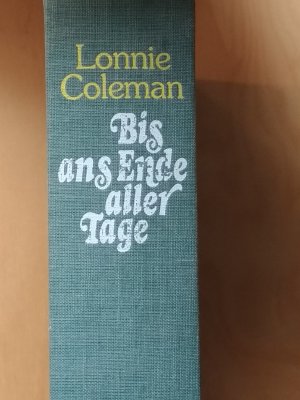 Lonnie
Coleman
Bis
ans Ende
aller
Tage